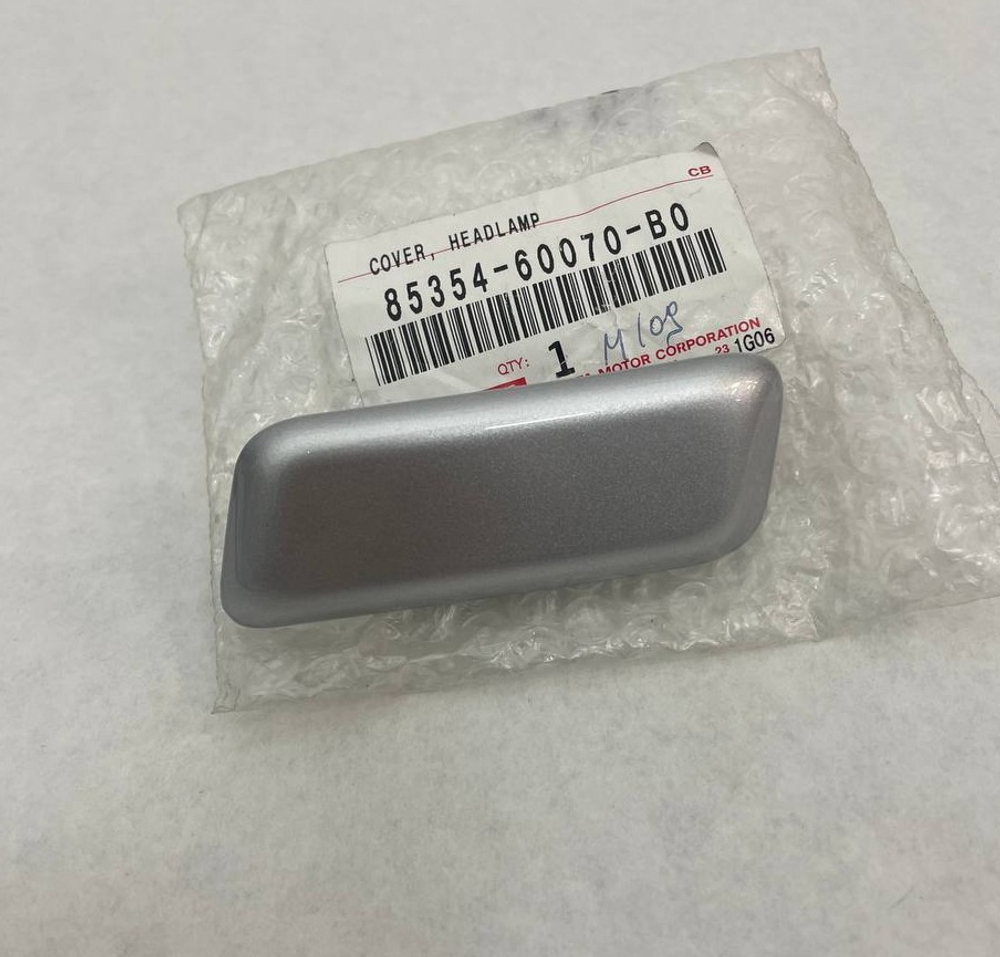 CB
COVER, HEADLAMP
85354-60070-B0
QTY: 1 M109
MOTOR CORPORATION
23 1G06